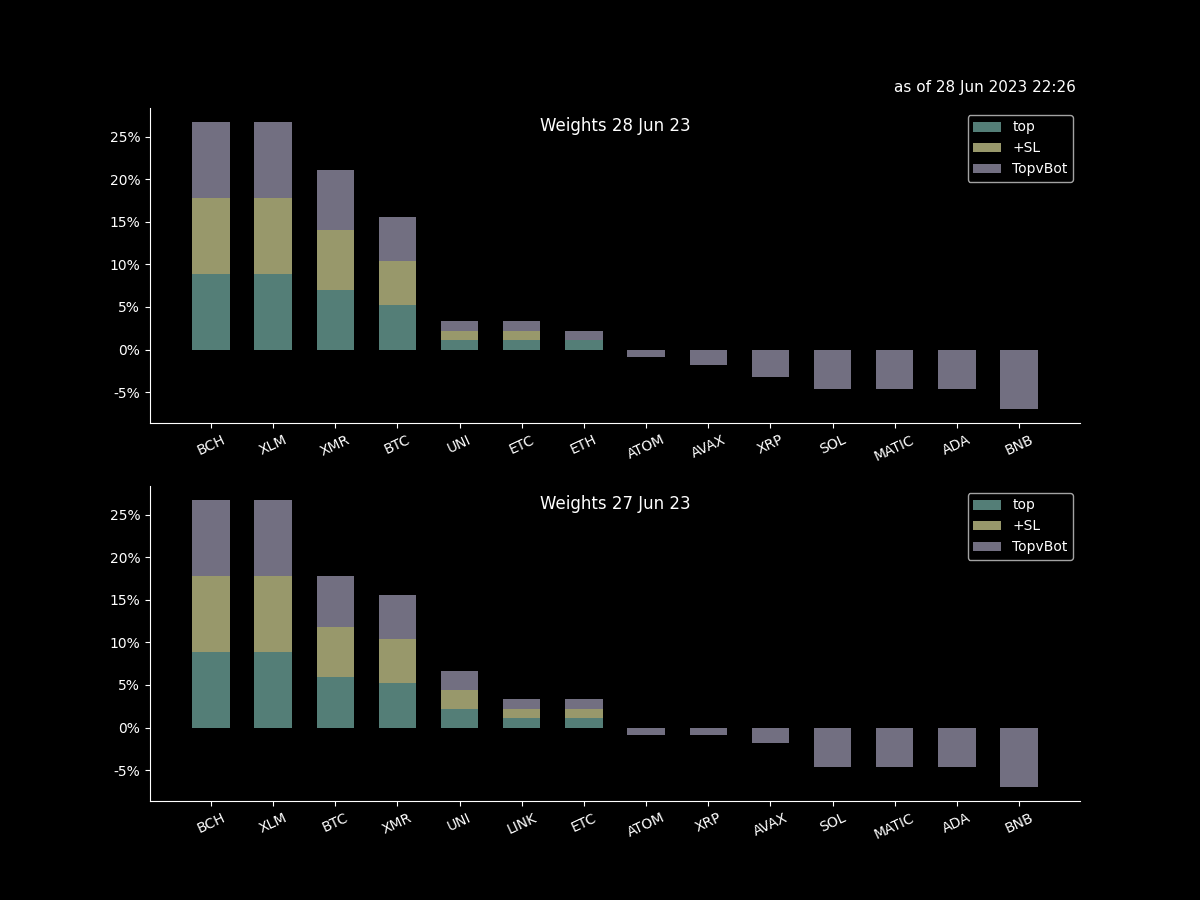 as of 28 Jun 2023 22:26
Weights 28 Jun 23
top
+SL
TopvBot
25%
20%
15%
10%
5%
0%
-5%
BCH XLM XMR BTC UNI ETC ETH ATOM AVAX XRP SOL MATIC ADA BNB
Weights 27 Jun 23
top
+SL
TopvBot
25%
20%
15%
10%
5%
0%
-5%
BCH XLM BTC XMR UNI LINK ETC ATOM XRP AVAX SOL MATIC ADA BNB